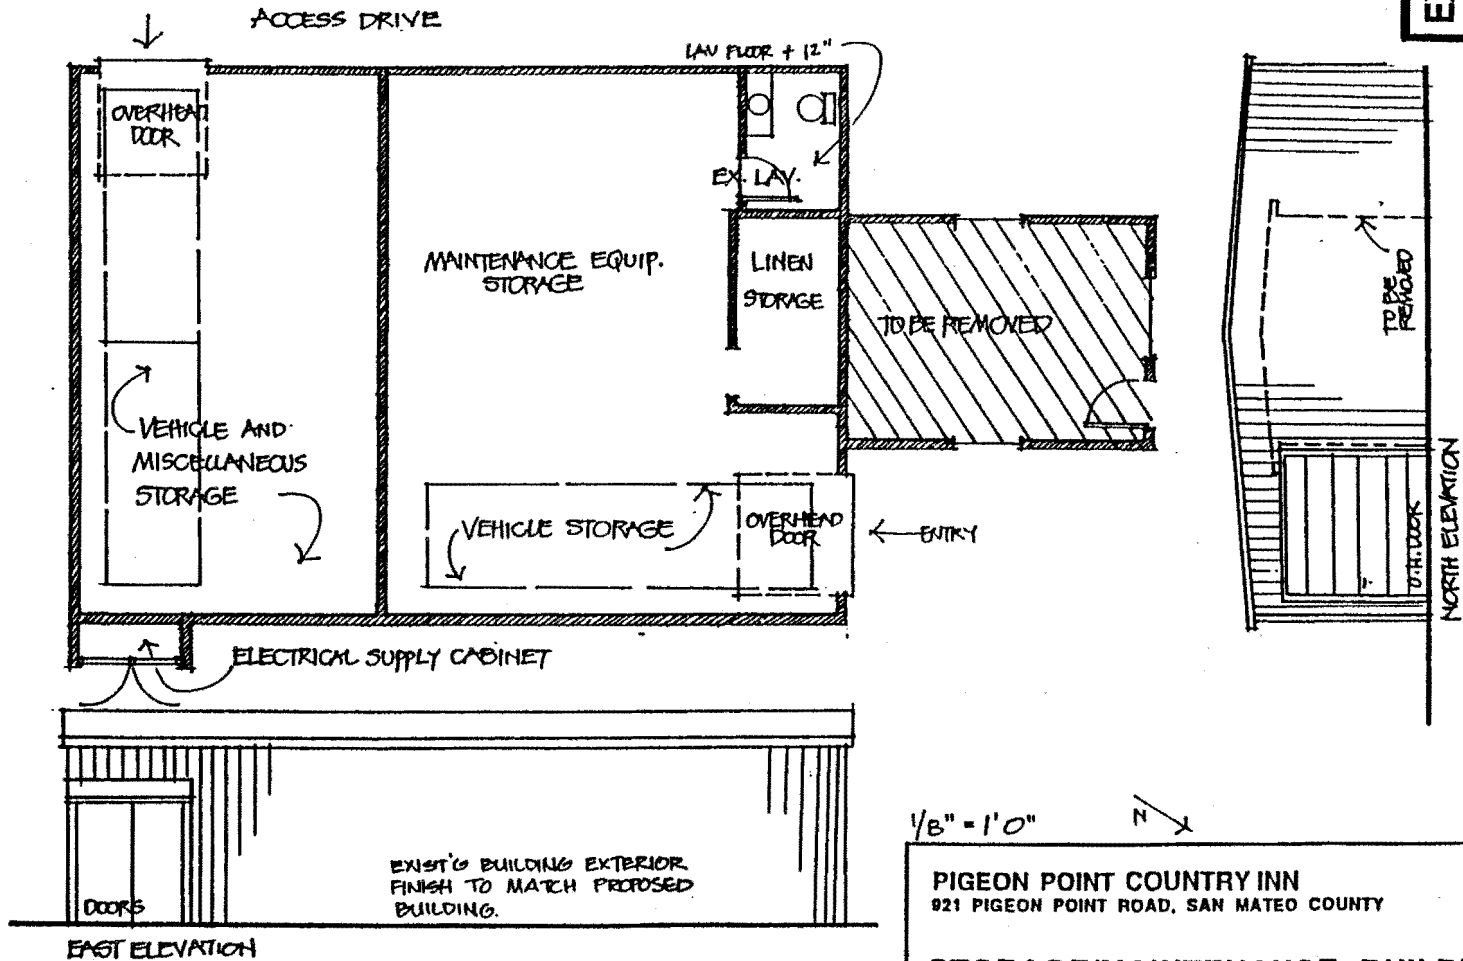 ACCESS DRIVE
LAV FLOOR + 12"
OVERHEAD
DOOR
EX. LAV.
MAINTENANCE EQUIP.
STORAGE
LINEN
STORAGE
TO BE REMOVED
TO BE
REMOVED
VEHICLE AND
MISCELLANEOUS
STORAGE
VEHICLE STORAGE
OVERHEAD
DOOR
ENTRY
O.H. DOOR
NORTH ELEVATION
ELECTRICAL SUPPLY CABINET
EXIST'G BUILDING EXTERIOR
FINISH TO MATCH PROPOSED
BUILDING.
DOORS
EAST ELEVATION
1/8" = 1'0"
N
PIGEON POINT COUNTRY INN
921 PIGEON POINT ROAD, SAN MATEO COUNTY